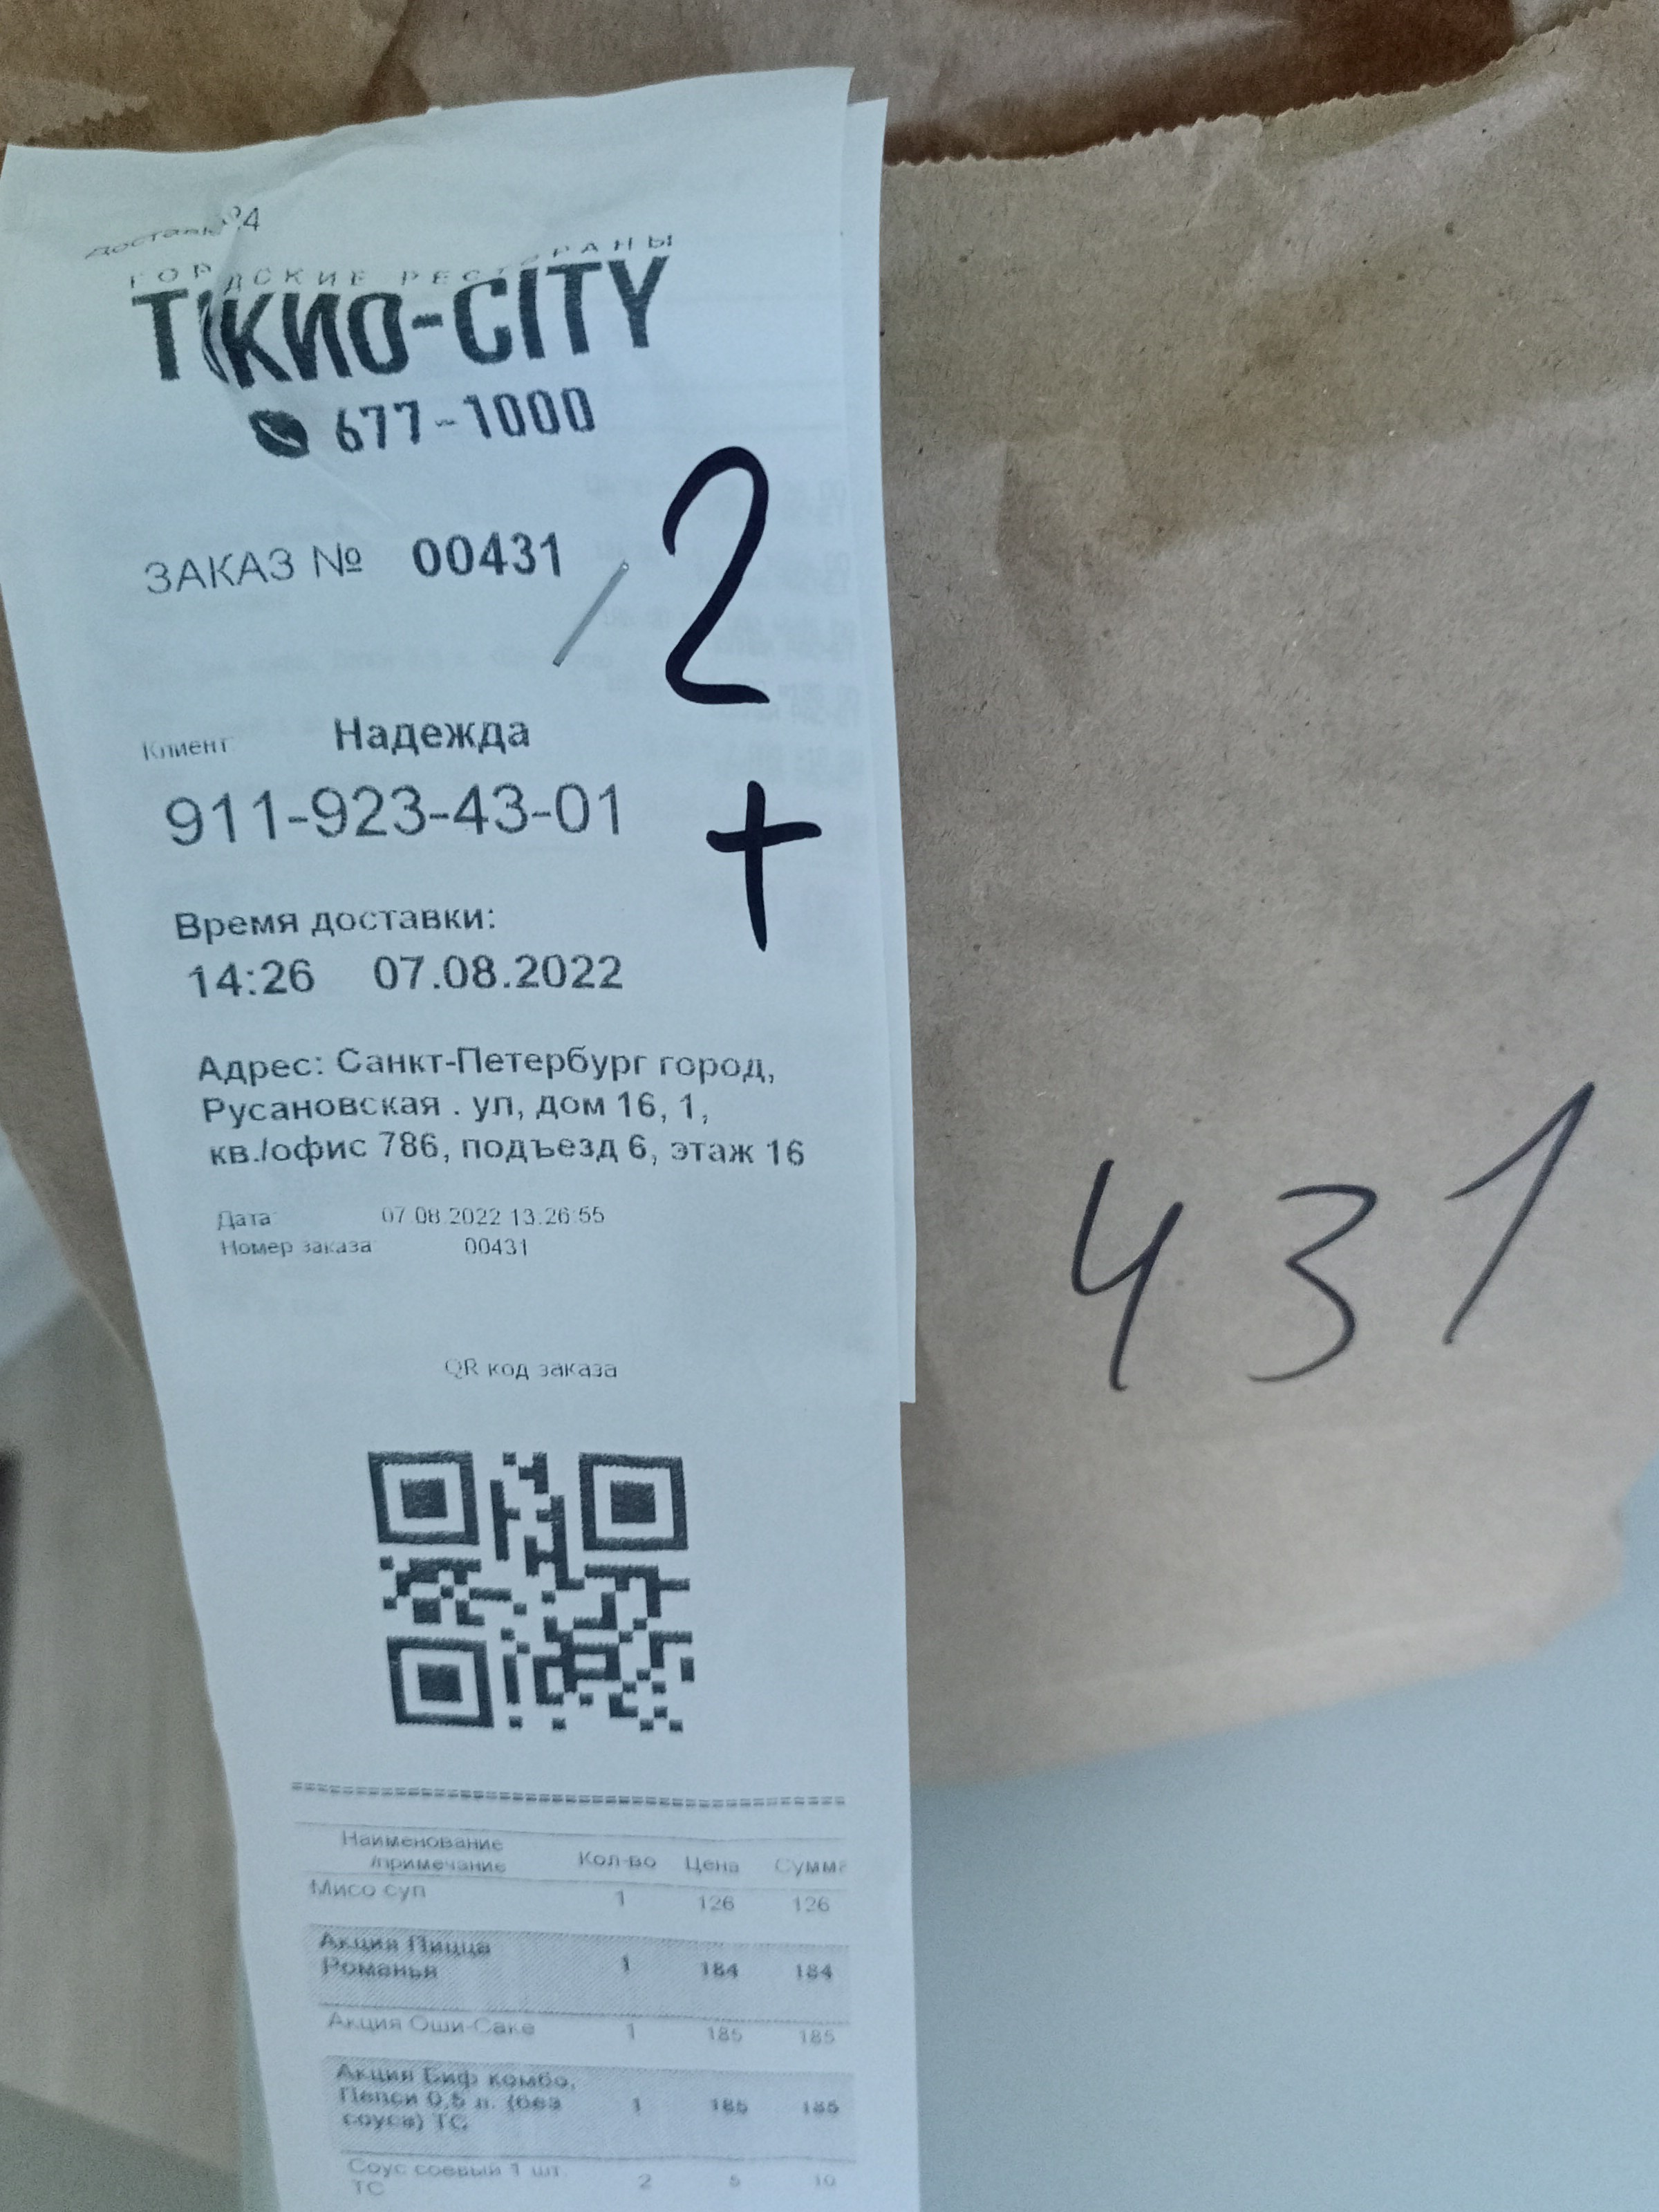 Доставка 24
ГОРОДСКИЕ РЕСТОРАНЫ
ТОКИО-CITY
677-1000
ЗАКАЗ № 00431
2
Клиент Надежда
911-923-43-01
+
Время доставки:
14:26 07.08.2022
Адрес: Санкт-Петербург город,
Русановская . ул, дом 16, 1,
кв./офис 786, подъезд 6, этаж 16
Дата: 07.08.2022 13:26:55
Номер заказа: 00431
431
QR код заказа
Наименование
/примечание Кол-во Цена Сумма
Мисо суп 1 126 126
Акция Пицца
Романья 1 184 184
Акция Оши-Саке 1 185 185
Акция Биф комбо,
Пепси 0,5 л. (без
соуса) ТС 1 185 185
Соус соевый 1 шт
ТС 2 5 10